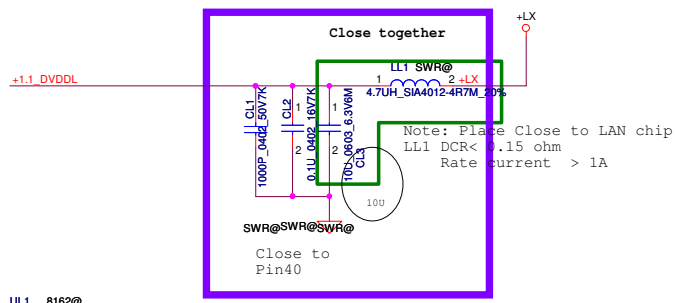 +LX
Close together
LL1 SWR@
+1.1_DVDDL
1
2
+LX
4.7UH_SIA4012-4R7M_20%
CL1
1000P_0402_50V7K
CL2
1
2
0.1U_0402_16V7K
1
2
10U_0603_6.3V6M
CL3
Note: Place Close to LAN chip
LL1 DCR< 0.15 ohm
Rate current > 1A
10U
SWR@
SWR@
SWR@
Close to
Pin40
UL1 8162@